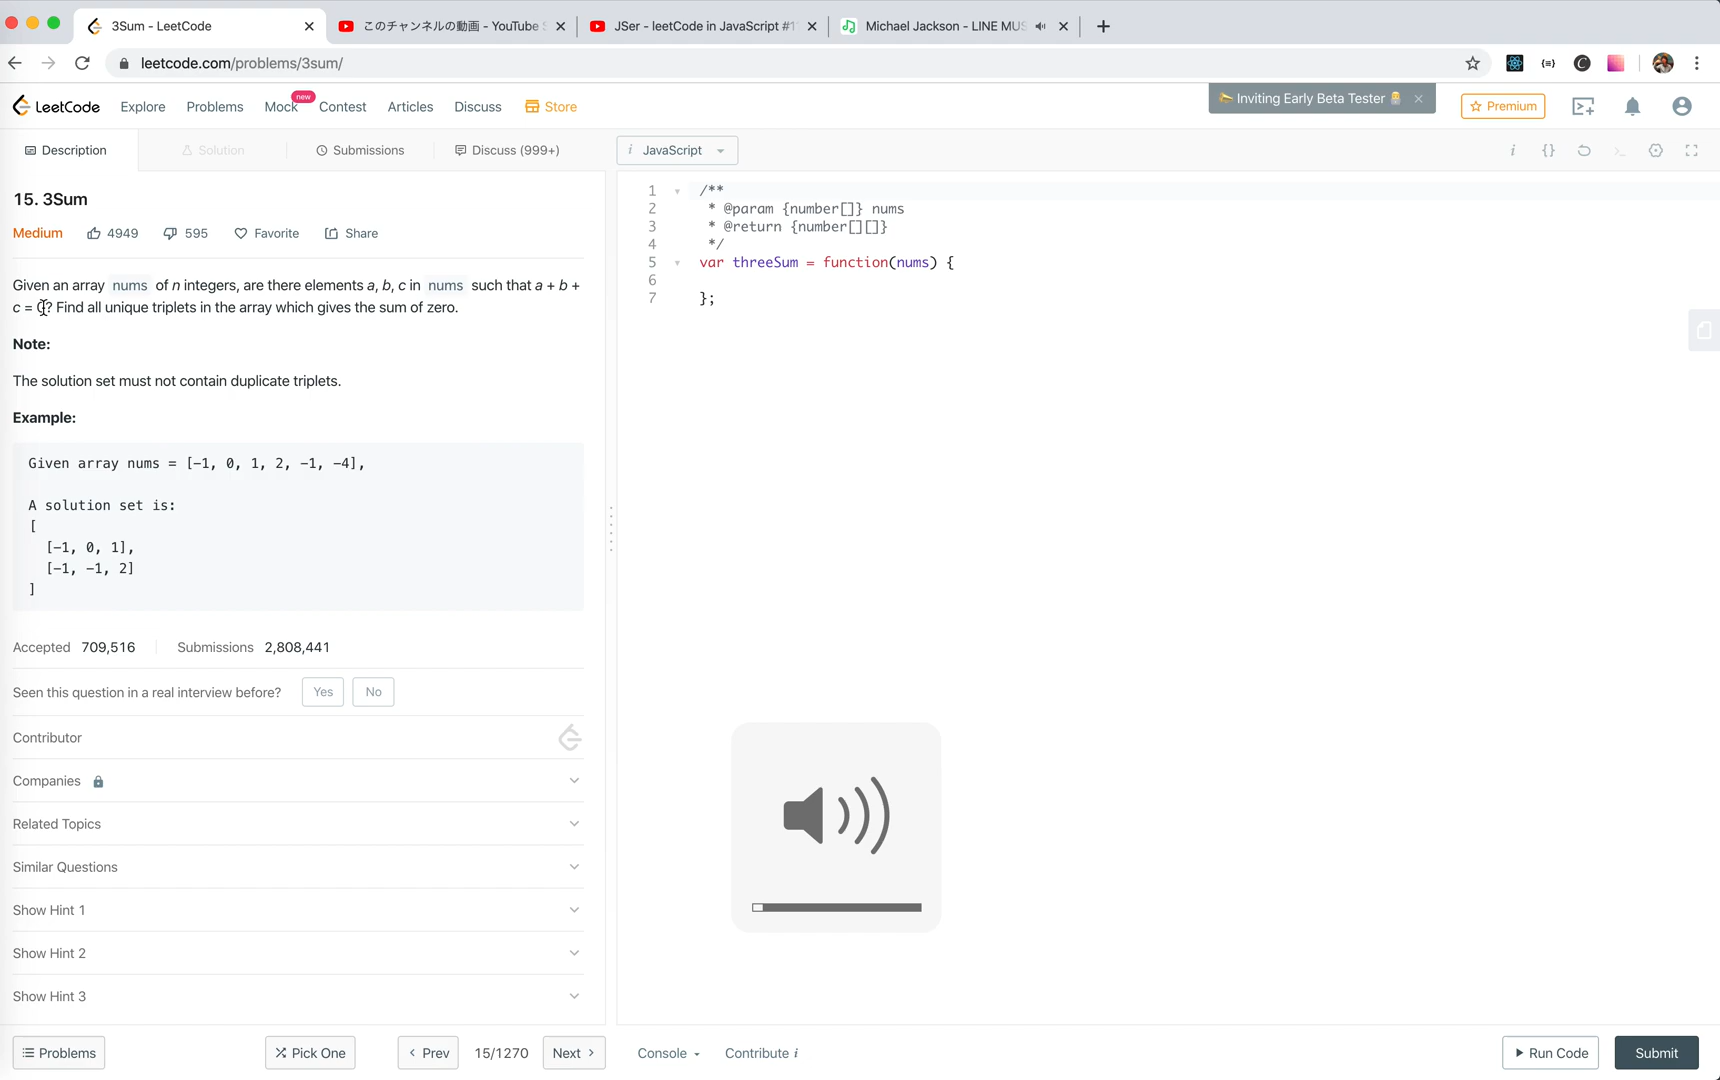 3Sum - LeetCode
このチャンネルの動画 - YouTube S
JSer - leetCode in JavaScript #1
Michael Jackson - LINE MUS
leetcode.com/problems/3sum/
LeetCode
Explore
Problems
Mock
new
Contest
Articles
Discuss
Store
Inviting Early Beta Tester
Premium
Description
Solution
Submissions
Discuss (999+)
i JavaScript
15. 3Sum
Medium
4949
595
Favorite
Share
Given an array nums of n integers, are there elements a, b, c in nums such that a + b +
c = 0? Find all unique triplets in the array which gives the sum of zero.
Note:
The solution set must not contain duplicate triplets.
Example:
Given array nums = [-1, 0, 1, 2, -1, -4],
A solution set is:
[
[-1, 0, 1],
[-1, -1, 2]
]
Accepted 709,516
Submissions 2,808,441
Seen this question in a real interview before?
Yes
No
Contributor
Companies
Related Topics
Similar Questions
Show Hint 1
Show Hint 2
Show Hint 3
1 /**
2 * @param {number[]} nums
3 * @return {number[][]}
4 */
5 var threeSum = function(nums) {
6
7 };
Problems
Pick One
Prev
15/1270
Next
Console
Contribute i
Run Code
Submit